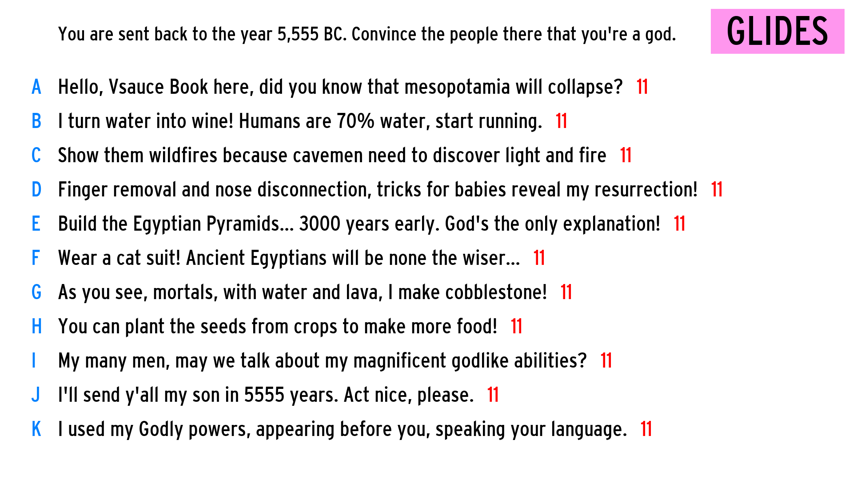 You are sent back to the year 5,555 BC. Convince the people there that you're a god.
GLIDES
A Hello, Vsauce Book here, did you know that mesopotamia will collapse? 11
B I turn water into wine! Humans are 70% water, start running. 11
C Show them wildfires because cavemen need to discover light and fire 11
D Finger removal and nose disconnection, tricks for babies reveal my resurrection! 11
E Build the Egyptian Pyramids... 3000 years early. God's the only explanation! 11
F Wear a cat suit! Ancient Egyptians will be none the wiser... 11
G As you see, mortals, with water and lava, I make cobblestone! 11
H You can plant the seeds from crops to make more food! 11
I My many men, may we talk about my magnificent godlike abilities? 11
J I'll send y'all my son in 5555 years. Act nice, please. 11
K I used my Godly powers, appearing before you, speaking your language. 11